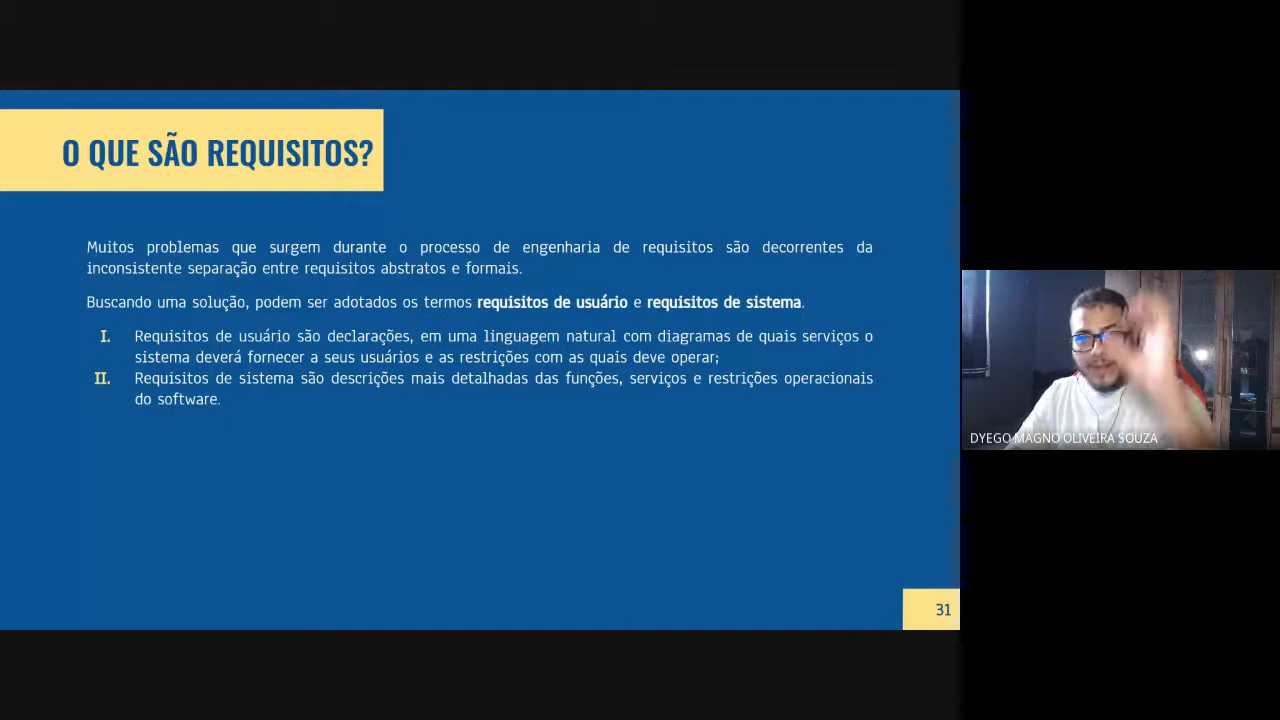 O QUE SÃO REQUISITOS?
Muitos problemas que surgem durante o processo de engenharia de requisitos são decorrentes da
inconsistente separação entre requisitos abstratos e formais.
Buscando uma solução, podem ser adotados os termos requisitos de usuário e requisitos de sistema.
I. Requisitos de usuário são declarações, em uma linguagem natural com diagramas de quais serviços o
sistema deverá fornecer a seus usuários e as restrições com as quais deve operar;
II. Requisitos de sistema são descrições mais detalhadas das funções, serviços e restrições operacionais
do software.
31
DYEGO MAGNO OLIVEIRA SOUZA